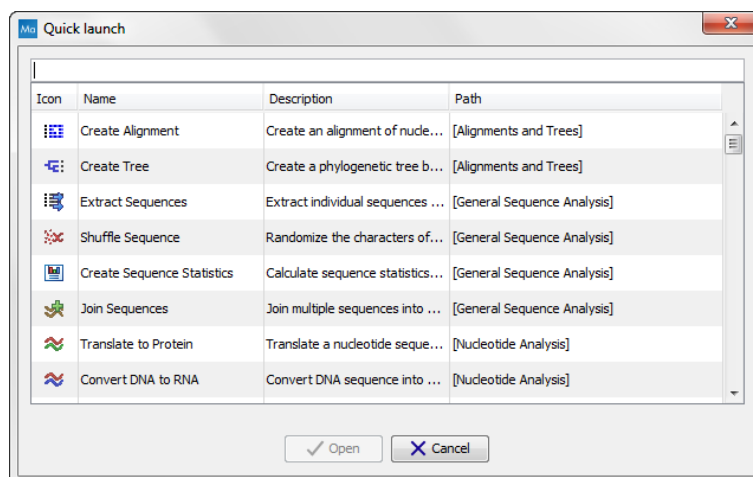 Ma Quick launch
Icon Name Description Path
Create Alignment Create an alignment of nucle... [Alignments and Trees]
Create Tree Create a phylogenetic tree b... [Alignments and Trees]
Extract Sequences Extract individual sequences ... [General Sequence Analysis]
Shuffle Sequence Randomize the characters of... [General Sequence Analysis]
Create Sequence Statistics Calculate sequence statistics... [General Sequence Analysis]
Join Sequences Join multiple sequences into ... [General Sequence Analysis]
Translate to Protein Translate a nucleotide seque... [Nucleotide Analysis]
Convert DNA to RNA Convert DNA sequence into ... [Nucleotide Analysis]
Open Cancel